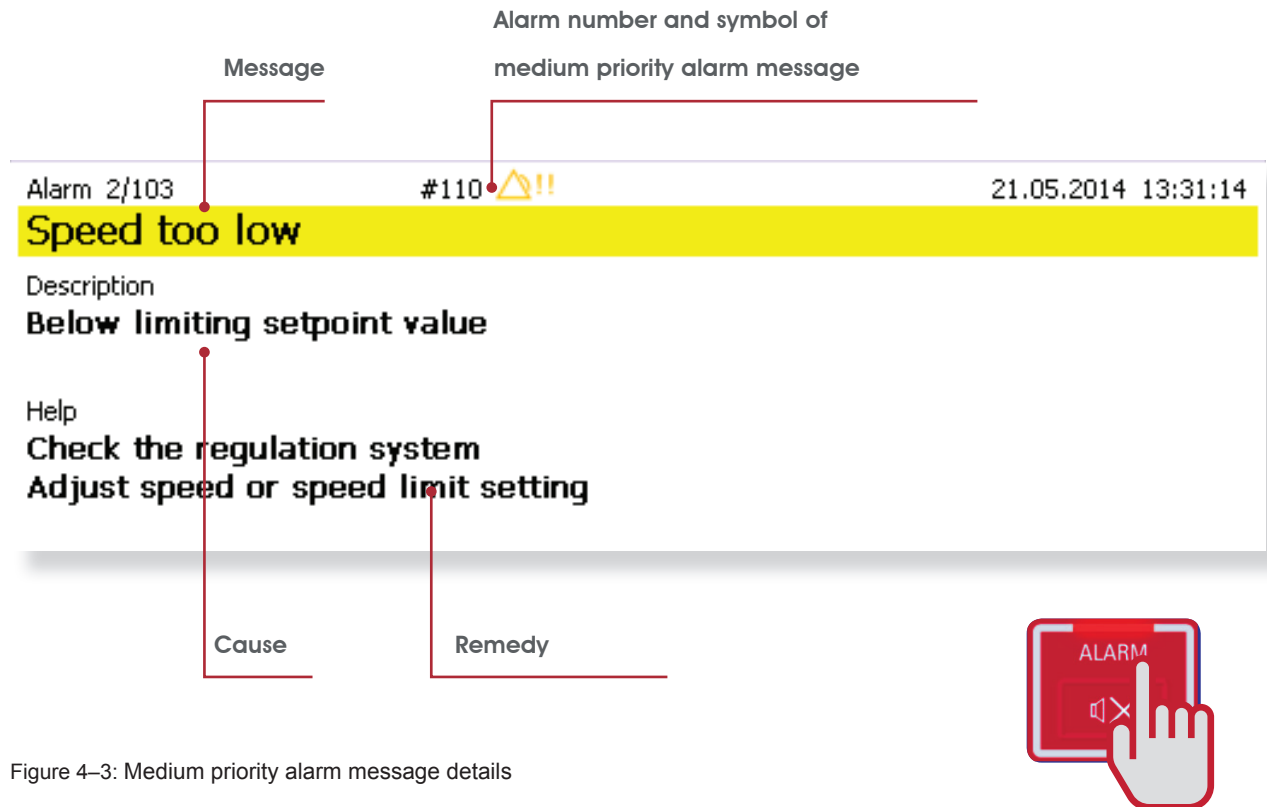 Alarm number and symbol of
Message medium priority alarm message
Alarm 2/103 #110 !! 21.05.2014 13:31:14
Speed too low
Description
Below limiting setpoint value
Help
Check the regulation system
Adjust speed or speed limit setting
Cause Remedy
ALARM
Figure 4–3: Medium priority alarm message details